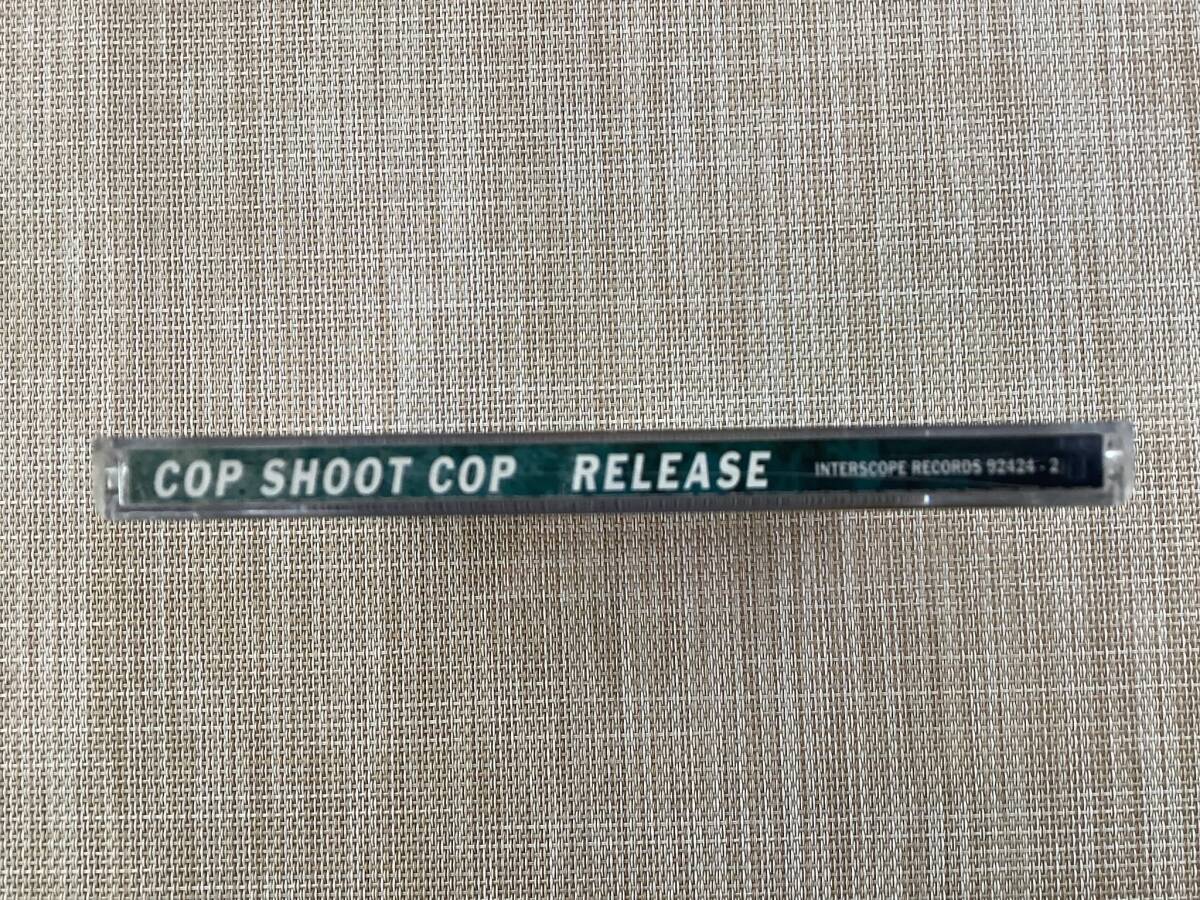 COP SHOOT COP RELEASE INTERSCOPE RECORDS 92424 - 2